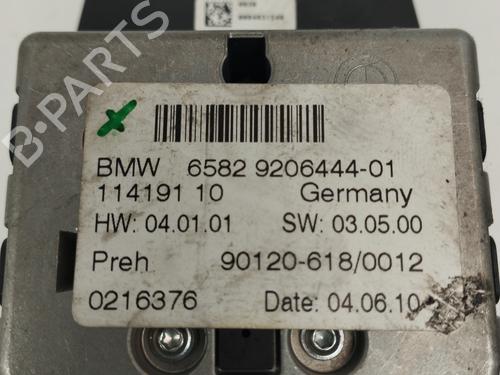 BMW 6582 9206444-01
114191 10 Germany
HW: 04.01.01 SW: 03.05.00
Preh 90120-618/0012
0216376 Date: 04.06.10
B-PARTS